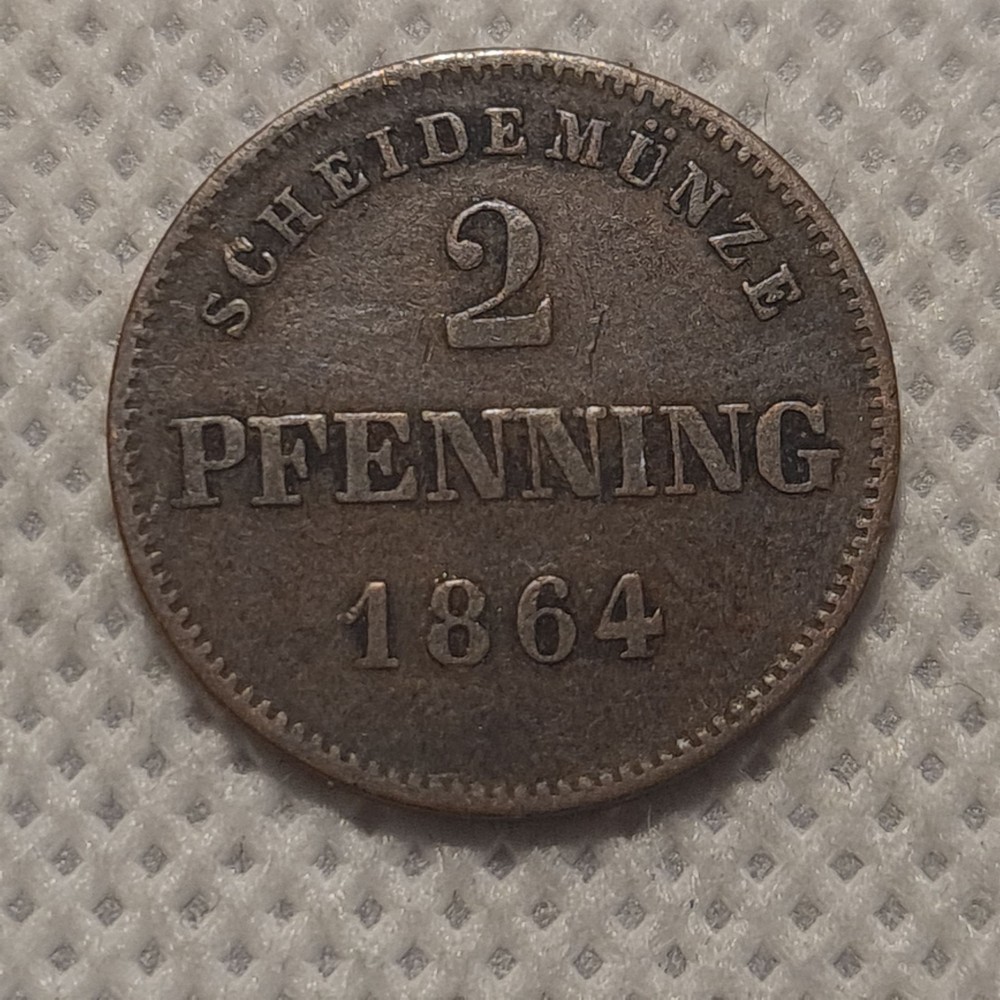 SCHEIDEMÜNZE
2
PFENNING
1864